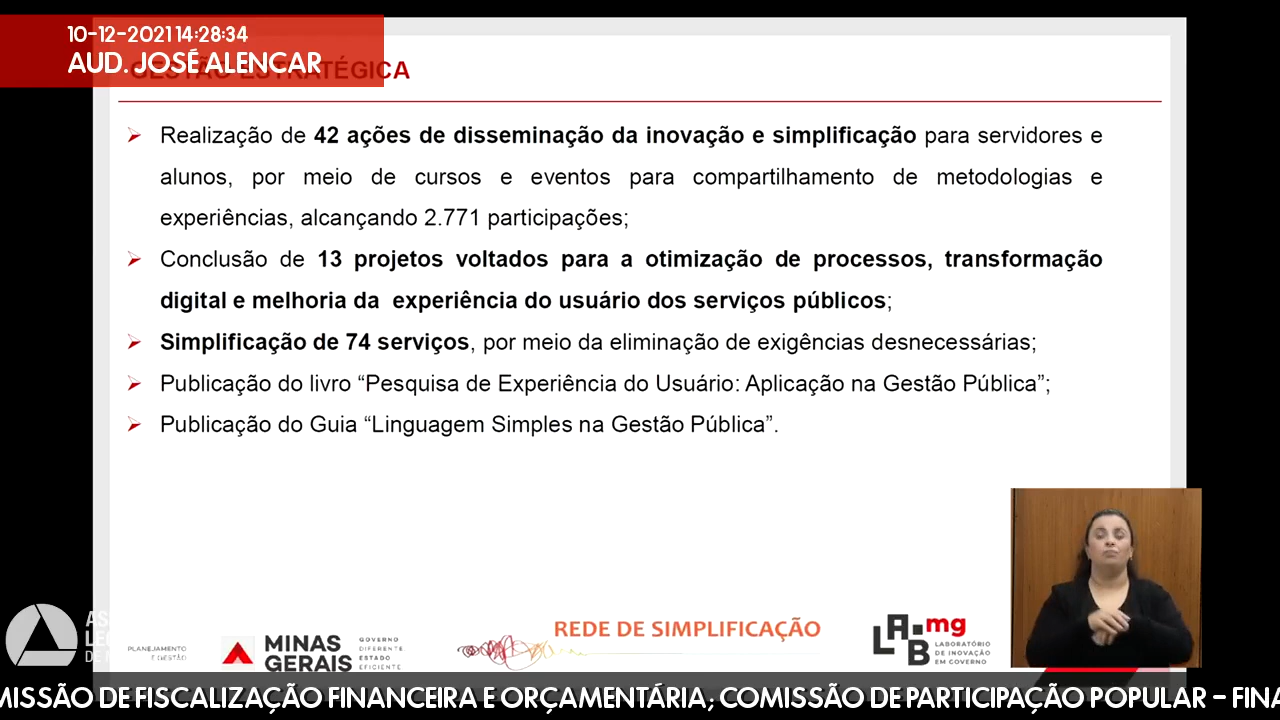 10-12-2021 14:28:34
AUD. JOSÉ ALENCAR
GESTÃO ESTRATÉGICA
Realização de 42 ações de disseminação da inovação e simplificação para servidores e
alunos, por meio de cursos e eventos para compartilhamento de metodologias e
experiências, alcançando 2.771 participações;
Conclusão de 13 projetos voltados para a otimização de processos, transformação
digital e melhoria da experiência do usuário dos serviços públicos;
Simplificação de 74 serviços, por meio da eliminação de exigências desnecessárias;
Publicação do livro “Pesquisa de Experiência do Usuário: Aplicação na Gestão Pública”;
Publicação do Guia “Linguagem Simples na Gestão Pública”.
PLANEJAMENTO
E GESTÃO
MINAS
GERAIS
GOVERNO
DIFERENTE
ESTADO
EFICIENTE
REDE DE SIMPLIFICAÇÃO
LAB.mg
LABORATÓRIO
DE INOVAÇÃO
EM GOVERNO
MISSÃO DE FISCALIZAÇÃO FINANCEIRA E ORÇAMENTÁRIA; COMISSÃO DE PARTICIPAÇÃO POPULAR - FINA